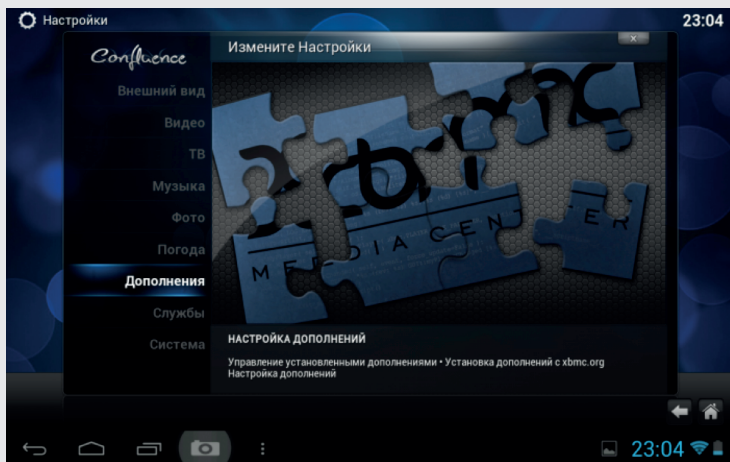 Настройки
23:04
Confluence
Измените Настройки
Внешний вид
Видео
ТВ
Музыка
Фото
Погода
Дополнения
Службы
Система
xbmc
MEDIA CENTER
НАСТРОЙКА ДОПОЛНЕНИЙ
Управление установленными дополнениями • Установка дополнений с xbmc.org
Настройка дополнений
23:04